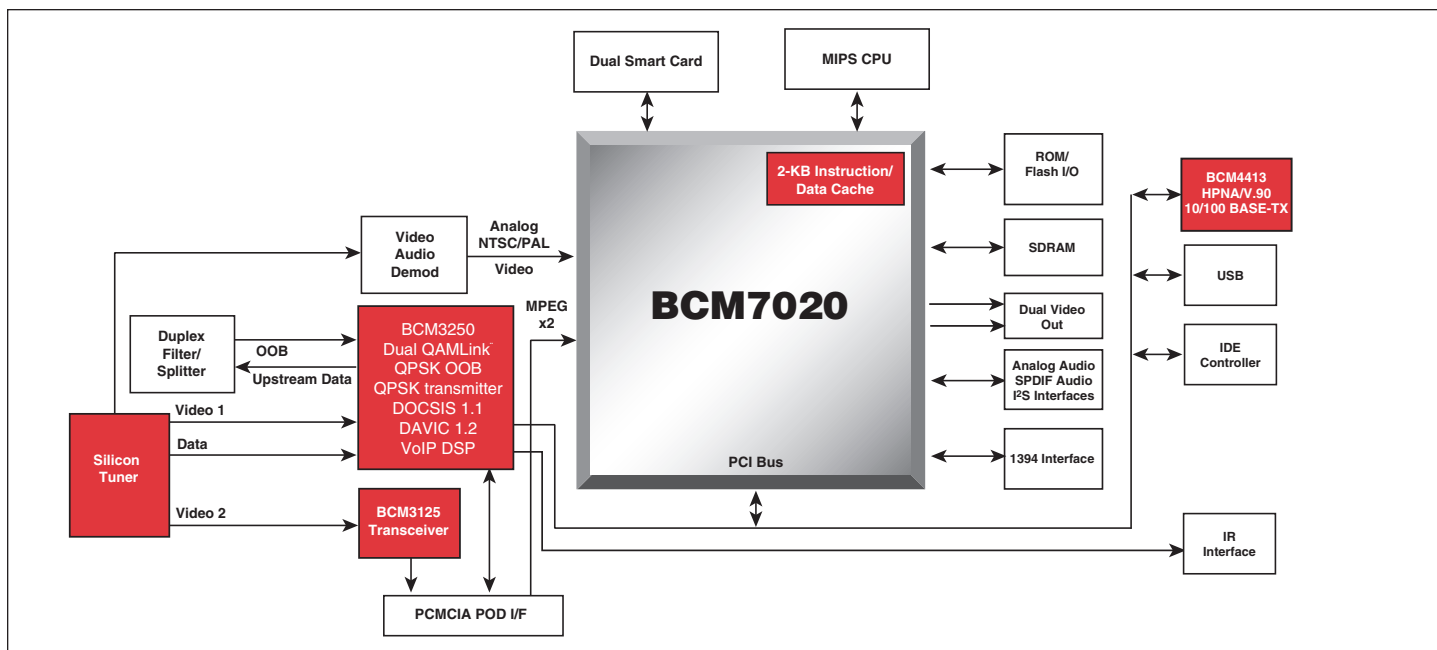 Dual Smart Card
MIPS CPU
2-KB Instruction/
Data Cache
ROM/
Flash I/O
BCM4413
HPNA/V.90
10/100 BASE-TX
Video
Audio
Demod
Analog
NTSC/PAL
Video
SDRAM
USB
BCM7020
MPEG
x2
Dual Video
Out
Duplex
Filter/
Splitter
OOB
Upstream Data
BCM3250
Dual QAMLink¨
QPSK OOB
QPSK transmitter
DOCSIS 1.1
DAVIC 1.2
VoIP DSP
IDE
Controller
Analog Audio
SPDIF Audio
I²S Interfaces
Video 1
Data
Silicon
Tuner
PCI Bus
1394 Interface
Video 2
BCM3125
Transceiver
IR
Interface
PCMCIA POD I/F